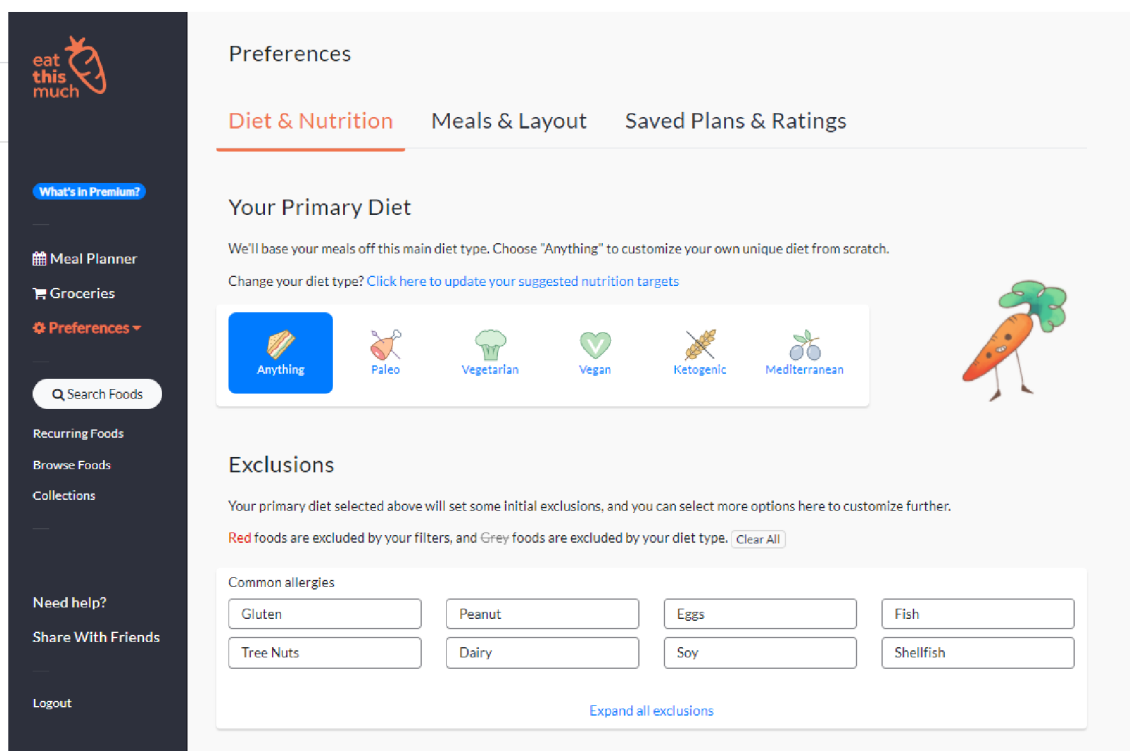 eat
this
much
What's in Premium?
Meal Planner
Groceries
Preferences
Search Foods
Recurring Foods
Browse Foods
Collections
Need help?
Share With Friends
Logout
Preferences
Diet & Nutrition Meals & Layout Saved Plans & Ratings
Your Primary Diet
We'll base your meals off this main diet type. Choose "Anything" to customize your own unique diet from scratch.
Change your diet type? Click here to update your suggested nutrition targets
Anything Paleo Vegetarian Vegan Ketogenic Mediterranean
Exclusions
Your primary diet selected above will set some initial exclusions, and you can select more options here to customize further.
Red foods are excluded by your filters, and Grey foods are excluded by your diet type. Clear All
Common allergies
Gluten Peanut Eggs Fish
Tree Nuts Dairy Soy Shellfish
Expand all exclusions